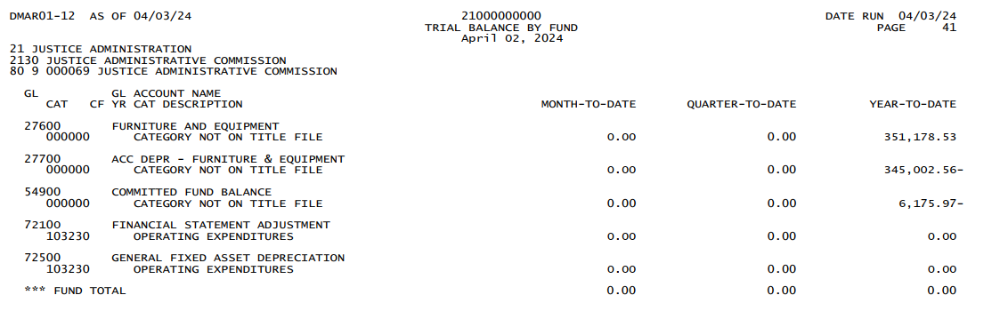 DMAR01-12 AS OF 04/03/24 21000000000 DATE RUN 04/03/24
TRIAL BALANCE BY FUND PAGE 41
April 02, 2024
21 JUSTICE ADMINISTRATION
2130 JUSTICE ADMINISTRATIVE COMMISSION
80 9 000069 JUSTICE ADMINISTRATIVE COMMISSION
GL GL ACCOUNT NAME
CAT CF YR CAT DESCRIPTION MONTH-TO-DATE QUARTER-TO-DATE YEAR-TO-DATE
27600 FURNITURE AND EQUIPMENT
000000 CATEGORY NOT ON TITLE FILE 0.00 0.00 351,178.53
27700 ACC DEPR - FURNITURE & EQUIPMENT
000000 CATEGORY NOT ON TITLE FILE 0.00 0.00 345,002.56-
54900 COMMITTED FUND BALANCE
000000 CATEGORY NOT ON TITLE FILE 0.00 0.00 6,175.97-
72100 FINANCIAL STATEMENT ADJUSTMENT
103230 OPERATING EXPENDITURES 0.00 0.00 0.00
72500 GENERAL FIXED ASSET DEPRECIATION
103230 OPERATING EXPENDITURES 0.00 0.00 0.00
*** FUND TOTAL 0.00 0.00 0.00